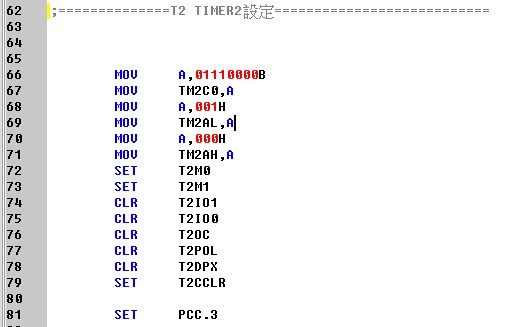 62 ;==============T2 TIMER2設定===========================
63
64
65
66 MOV A,01110000B
67 MOV TM2C0,A
68 MOV A,001H
69 MOV TM2AL,A
70 MOV A,000H
71 MOV TM2AH,A
72 SET T2M0
73 SET T2M1
74 CLR T2IO1
75 CLR T2IO0
76 CLR T2OC
77 CLR T2POL
78 CLR T2DPX
79 SET T2CCLR
80
81 SET PCC.3